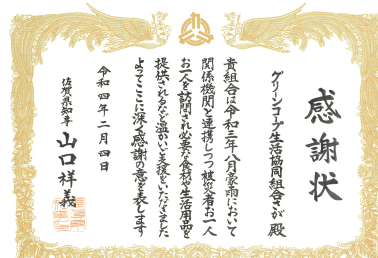 感謝状
グリーンコープ生活協同組合さが 殿
貴組合は令和三年八月豪雨において
関係機関と連携しつつ被災者お一人
お一人を訪問され必要な食材や生活用品を
提供されるなど温かいご支援をいただきました
よってここに深く感謝の意を表します
令和四年二月四日
佐賀県知事 山口祥義